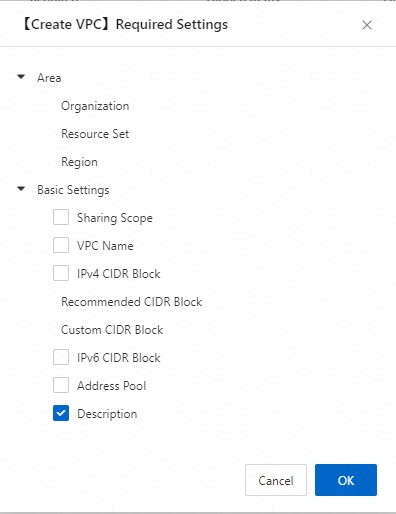 【Create VPC】Required Settings
Area
Organization
Resource Set
Region
Basic Settings
Sharing Scope
VPC Name
IPv4 CIDR Block
Recommended CIDR Block
Custom CIDR Block
IPv6 CIDR Block
Address Pool
Description
Cancel OK